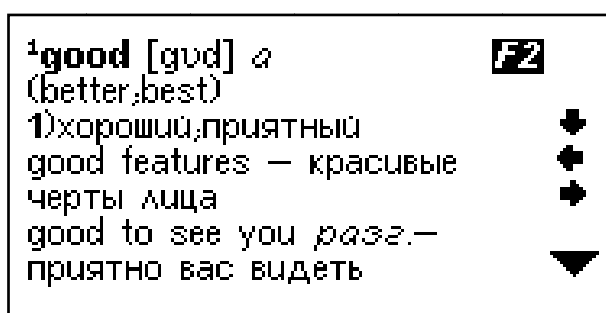 ¹good [gʋd] a F2
(better,best)
1)хороший,приятный
good features — красивые
черты лица
good to see you разг.—
приятно вас видеть